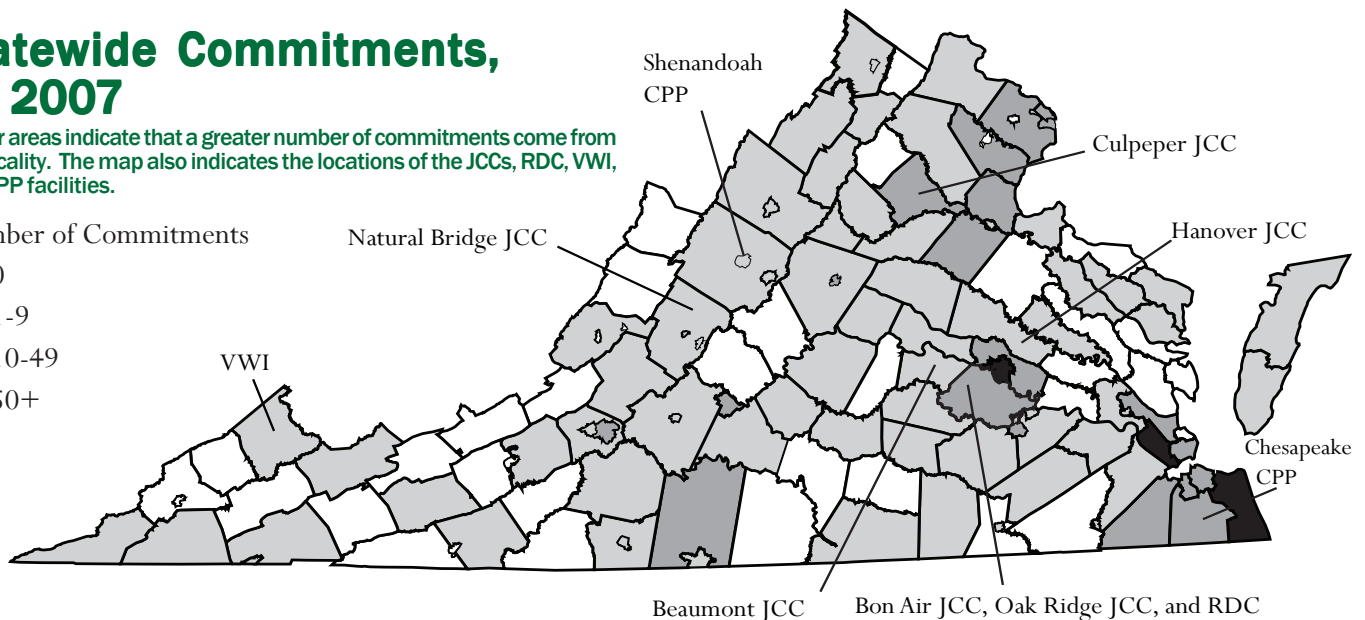 atewide Commitments,
2007
r areas indicate that a greater number of commitments come from
cality. The map also indicates the locations of the JCCs, RDC, VWI,
PP facilities.
nber of Commitments
0
-9
10-49
50+
Shenandoah
CPP
Culpeper JCC
Natural Bridge JCC
Hanover JCC
VWI
Chesapeake
CPP
Beaumont JCC
Bon Air JCC, Oak Ridge JCC, and RDC